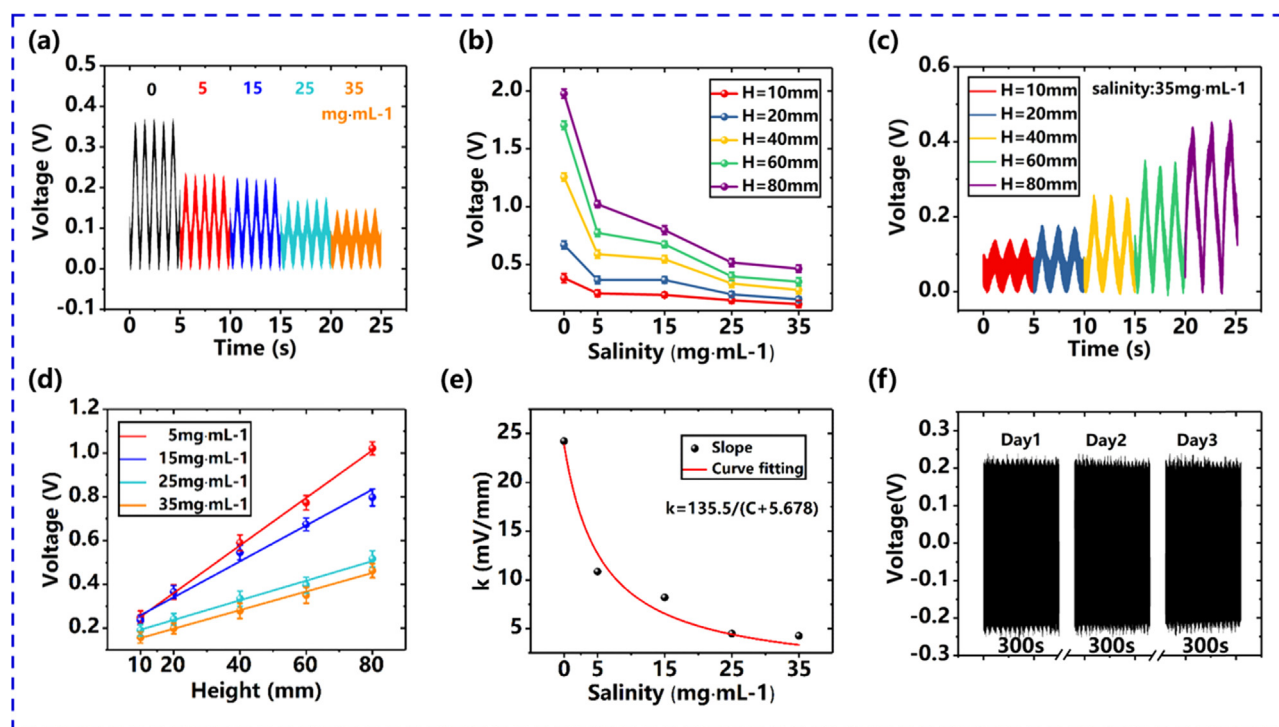 (a)
0.5
0.4
0.3
0.2
0.1
0.0
-0.1
Voltage (V)
0 5 15 25 35
mg·mL-1
0 5 10 15 20 25
Time (s)
(b)
2.0
1.5
1.0
0.5
Voltage (V)
H=10mm
H=20mm
H=40mm
H=60mm
H=80mm
0 5 15 25 35
Salinity (mg·mL-1)
(c)
0.6
0.4
0.2
0.0
Voltage (V)
H=10mm
H=20mm
H=40mm
H=60mm
H=80mm
salinity:35mg·mL-1
0 5 10 15 20 25
Time (s)
(d)
1.2
1.0
0.8
0.6
0.4
0.2
Voltage (V)
5mg·mL-1
15mg·mL-1
25mg·mL-1
35mg·mL-1
10 20 40 60 80
Height (mm)
(e)
25
20
15
10
5
k (mV/mm)
Slope
Curve fitting
k=135.5/(C+5.678)
0 5 15 25 35
Salinity (mg·mL-1)
(f)
0.3
0.2
0.1
0.0
-0.1
-0.2
-0.3
Voltage(V)
Day1 Day2 Day3
300s 300s 300s